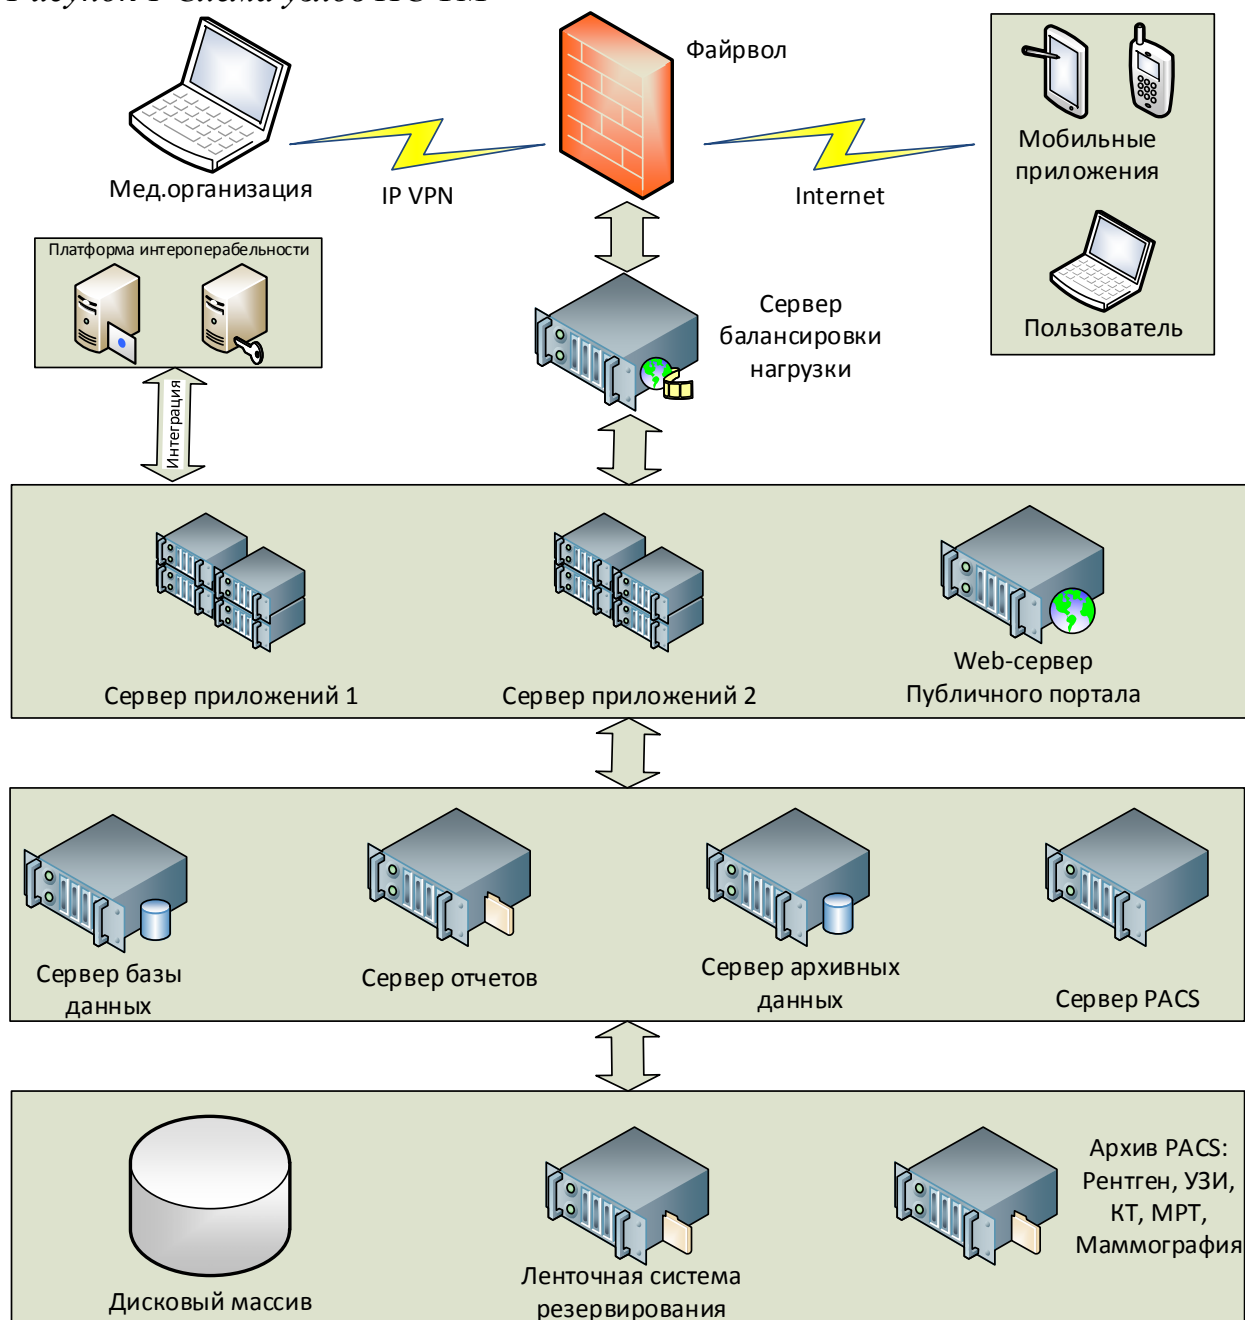 Файрвол
Мобильные
приложения
Мед.организация
IP VPN
Internet
Платформа интероперабельности
Пользователь
Сервер
балансировки
нагрузки
Интеграция
Сервер приложений 1
Сервер приложений 2
Web-сервер
Публичного портала
Сервер базы
данных
Сервер отчетов
Сервер архивных
данных
Сервер PACS
Архив PACS:
Рентген, УЗИ,
КТ, МРТ,
Маммография
Дисковый массив
Ленточная система
резервирования